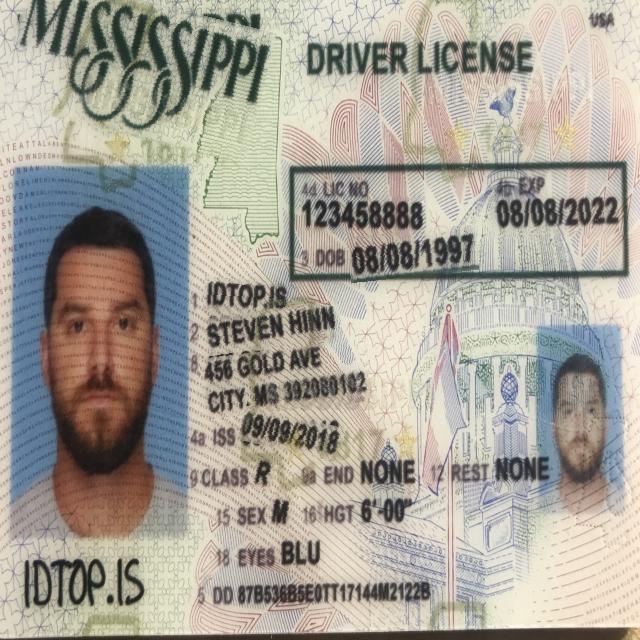 MISSISSIPPI
DRIVER LICENSE
USA
4d LIC NO
123458888
4b EXP
08/08/2022
3 DOB 08/08/1997
1 IDTOP.IS
2 STEVEN HINN
8 456 GOLD AVE
CITY, MS 392080102
4a ISS 09/09/2018
9 CLASS R 9a END NONE 12 REST NONE
15 SEX M 16 HGT 6'-00"
18 EYES BLU
5 DD 87B536B5E0TT17144M2122B
IDTOP.IS